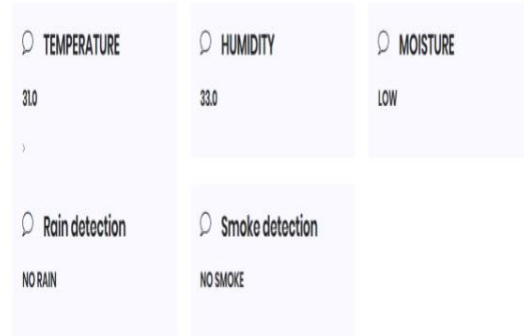 TEMPERATURE
31.0
HUMIDITY
33.0
MOISTURE
LOW
Rain detection
NO RAIN
Smoke detection
NO SMOKE